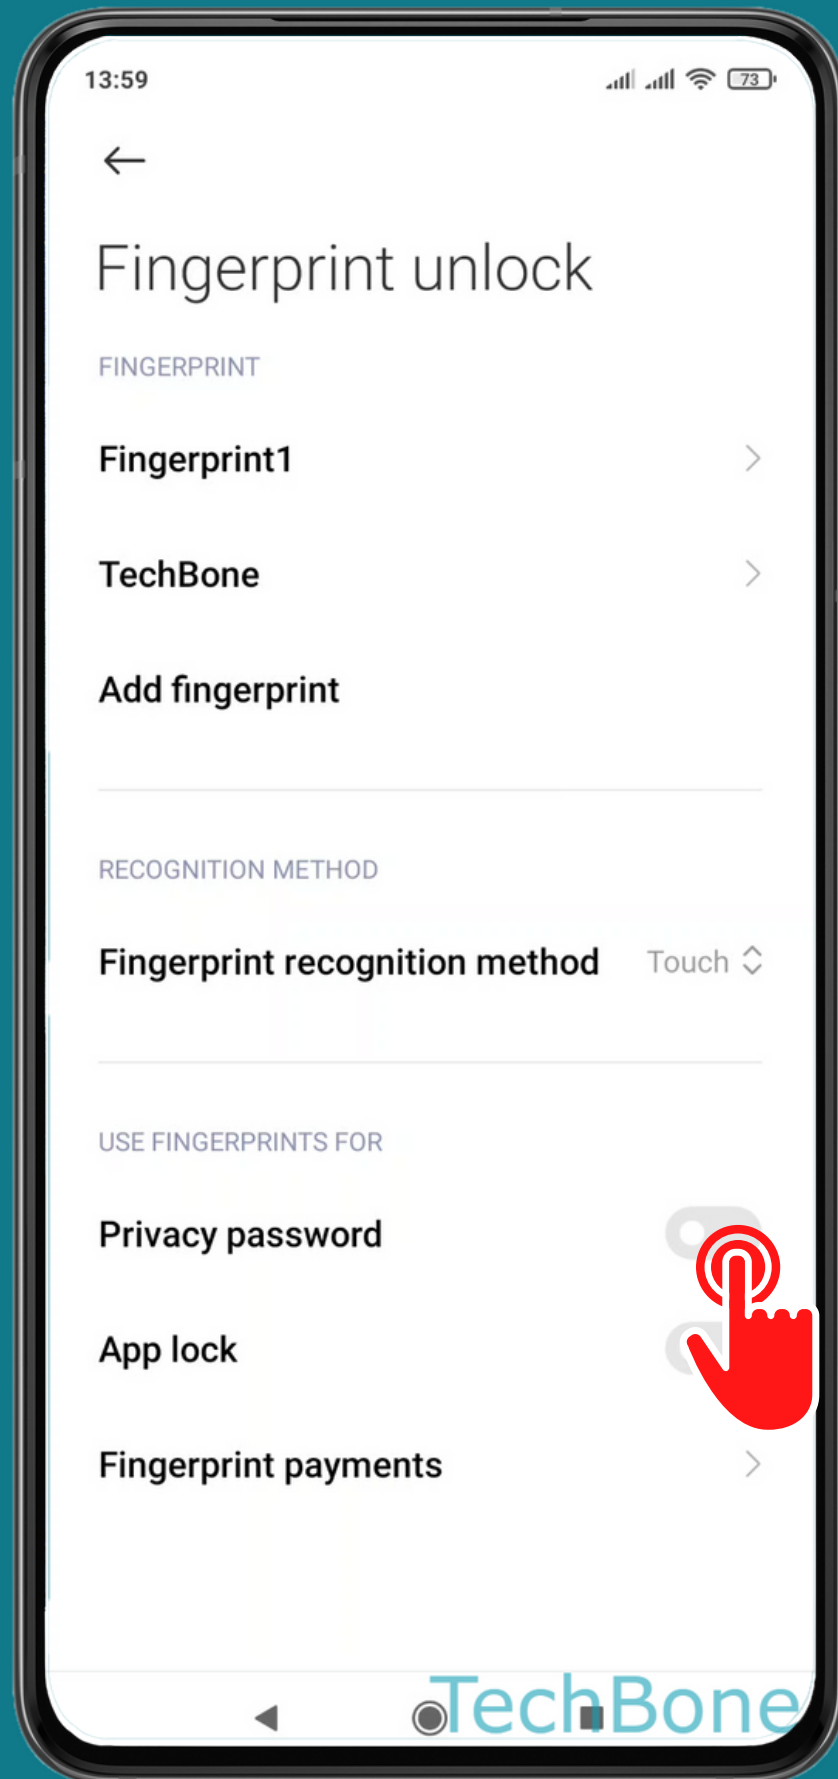 13:59
73
Fingerprint unlock
FINGERPRINT
Fingerprint1
TechBone
Add fingerprint
RECOGNITION METHOD
Fingerprint recognition method Touch
USE FINGERPRINTS FOR
Privacy password
App lock
Fingerprint payments
TechBone